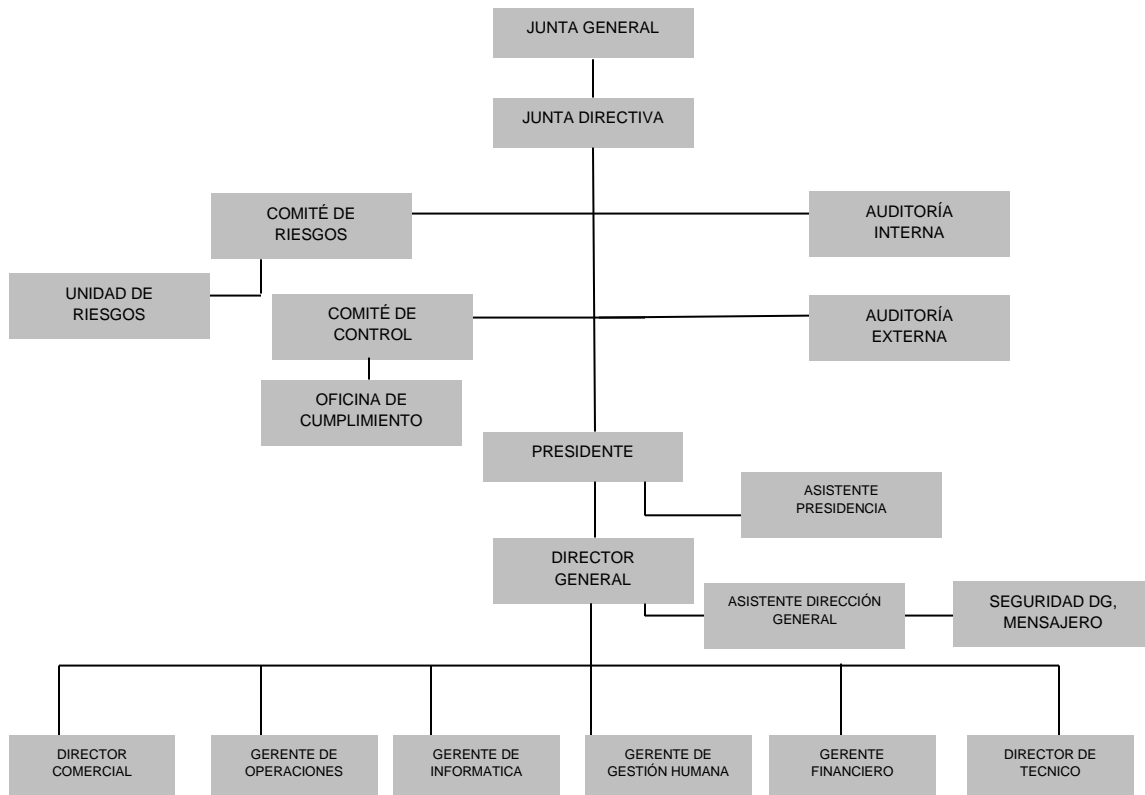 JUNTA GENERAL
JUNTA DIRECTIVA
COMITÉ DE
RIESGOS
AUDITORÍA
INTERNA
UNIDAD DE
RIESGOS
COMITÉ DE
CONTROL
AUDITORÍA
EXTERNA
OFICINA DE
CUMPLIMIENTO
PRESIDENTE
ASISTENTE
PRESIDENCIA
DIRECTOR
GENERAL
ASISTENTE DIRECCIÓN
GENERAL
SEGURIDAD DG,
MENSAJERO
DIRECTOR
COMERCIAL
GERENTE DE
OPERACIONES
GERENTE DE
INFORMATICA
GERENTE DE
GESTIÓN HUMANA
GERENTE
FINANCIERO
DIRECTOR DE
TECNICO